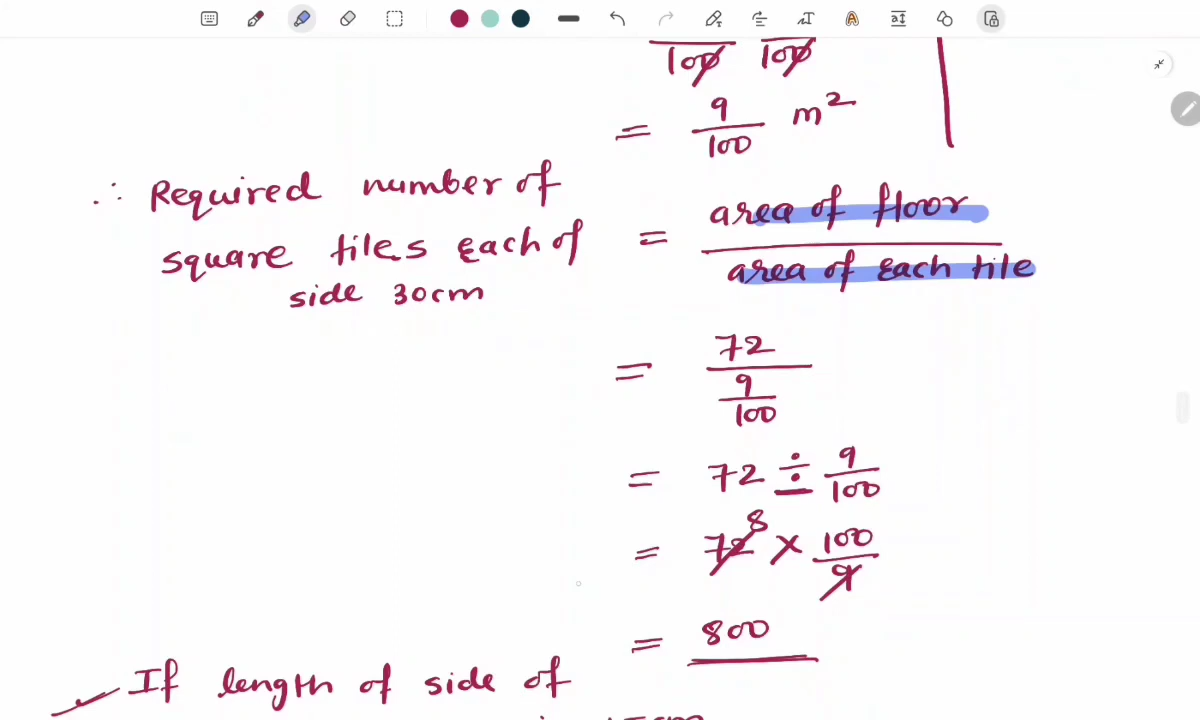 100 100
= 9/100 m²
∴ Required number of
square tiles each of
side 30cm
= area of floor / area of each tile
= 72 / (9/100)
= 72 ÷ 9/100
= 72 8 × 100/9
= 800
If length of side of